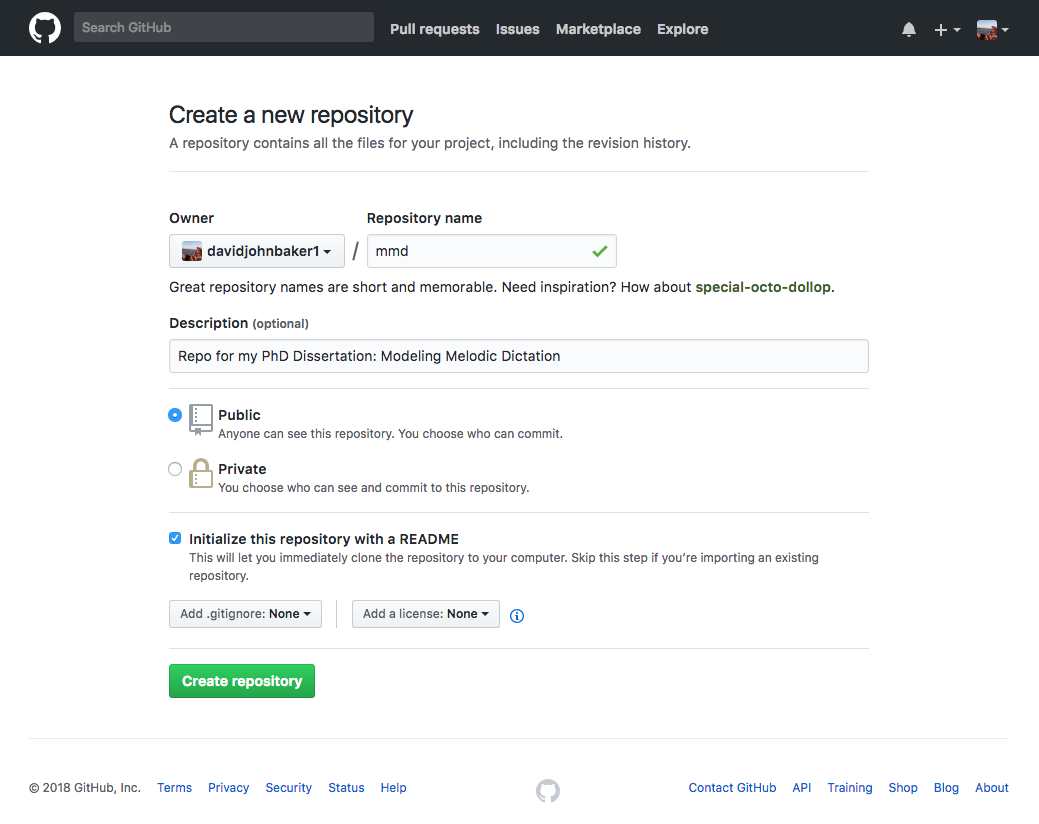 Search GitHub Pull requests Issues Marketplace Explore
Create a new repository
A repository contains all the files for your project, including the revision history.
Owner Repository name
davidjohnbaker1 / mmd
Great repository names are short and memorable. Need inspiration? How about special-octo-dollop.
Description (optional)
Repo for my PhD Dissertation: Modeling Melodic Dictation
Public
Anyone can see this repository. You choose who can commit.
Private
You choose who can see and commit to this repository.
Initialize this repository with a README
This will let you immediately clone the repository to your computer. Skip this step if you’re importing an existing
repository.
Add .gitignore: None Add a license: None
Create repository
© 2018 GitHub, Inc. Terms Privacy Security Status Help Contact GitHub API Training Shop Blog About